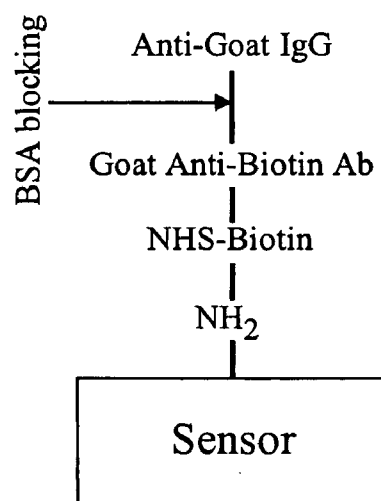 Anti-Goat IgG
BSA blocking
Goat Anti-Biotin Ab
NHS-Biotin
NH2
Sensor